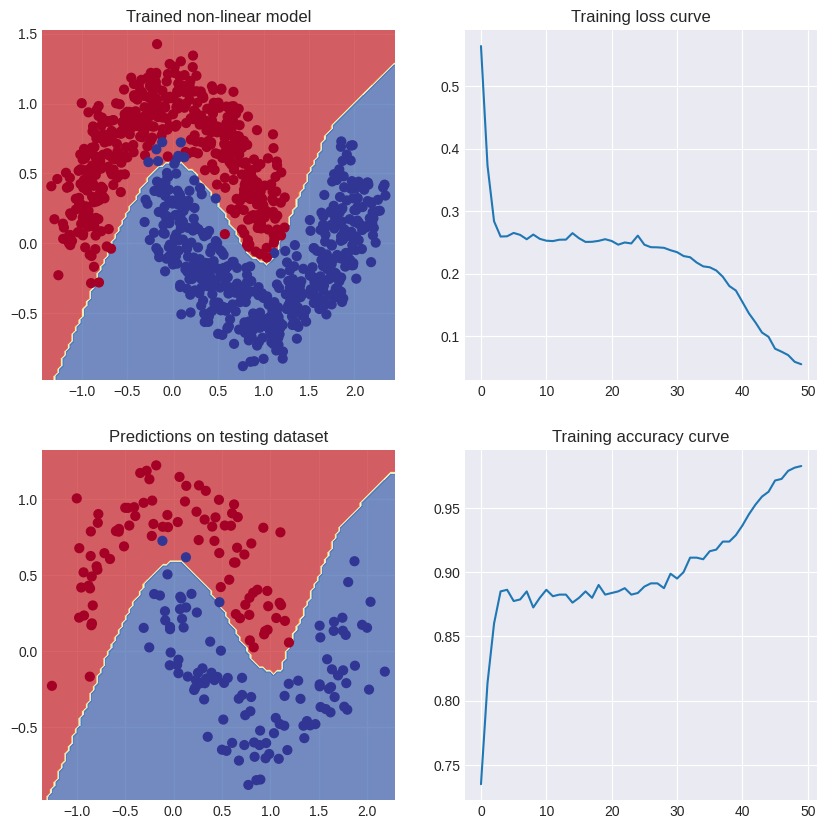 Trained non-linear model
1.5
1.0
0.5
0.0
−0.5
−1.0 −0.5 0.0 0.5 1.0 1.5 2.0
Training loss curve
0.5
0.4
0.3
0.2
0.1
0 10 20 30 40 50
Predictions on testing dataset
1.0
0.5
0.0
−0.5
−1.0 −0.5 0.0 0.5 1.0 1.5 2.0
Training accuracy curve
0.95
0.90
0.85
0.80
0.75
0 10 20 30 40 50